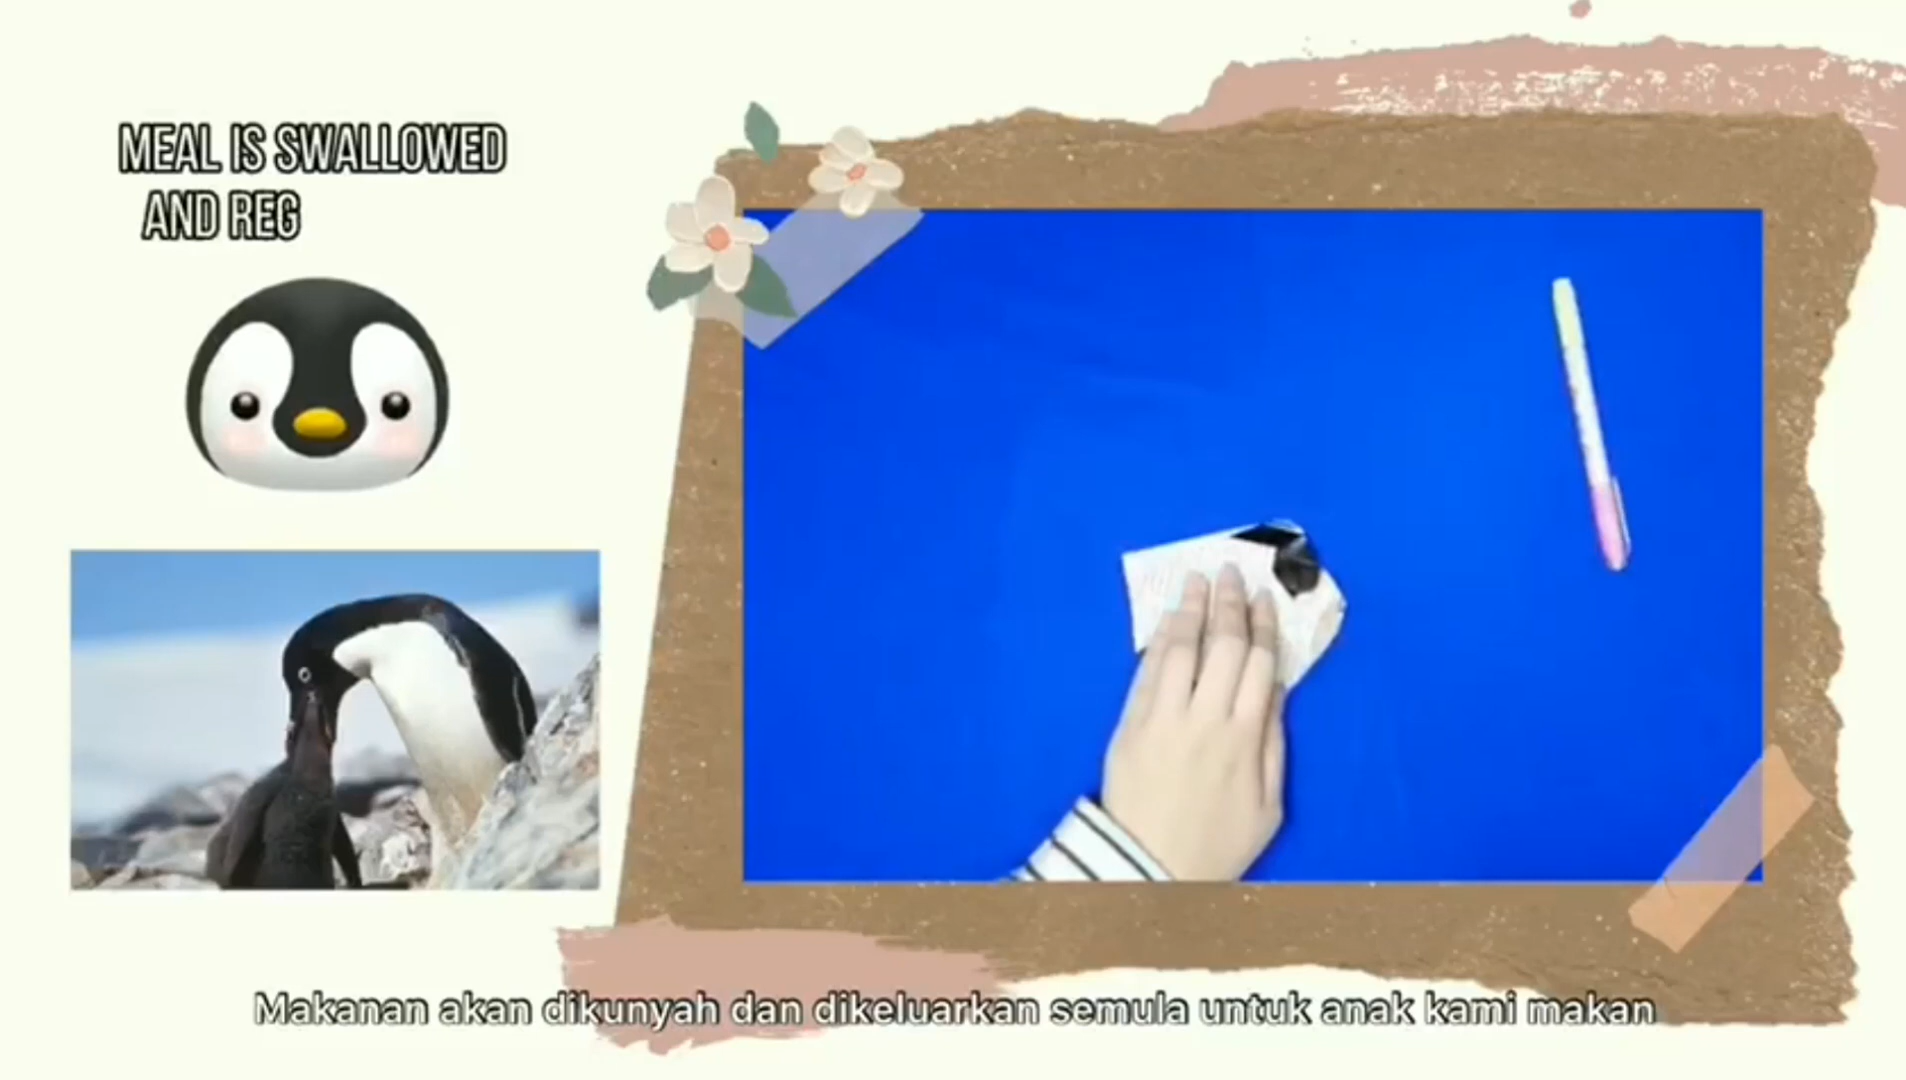 MEAL IS SWALLOWED
AND REG
Makanan akan dikunyah dan dikeluarkan semula untuk anak kami makan